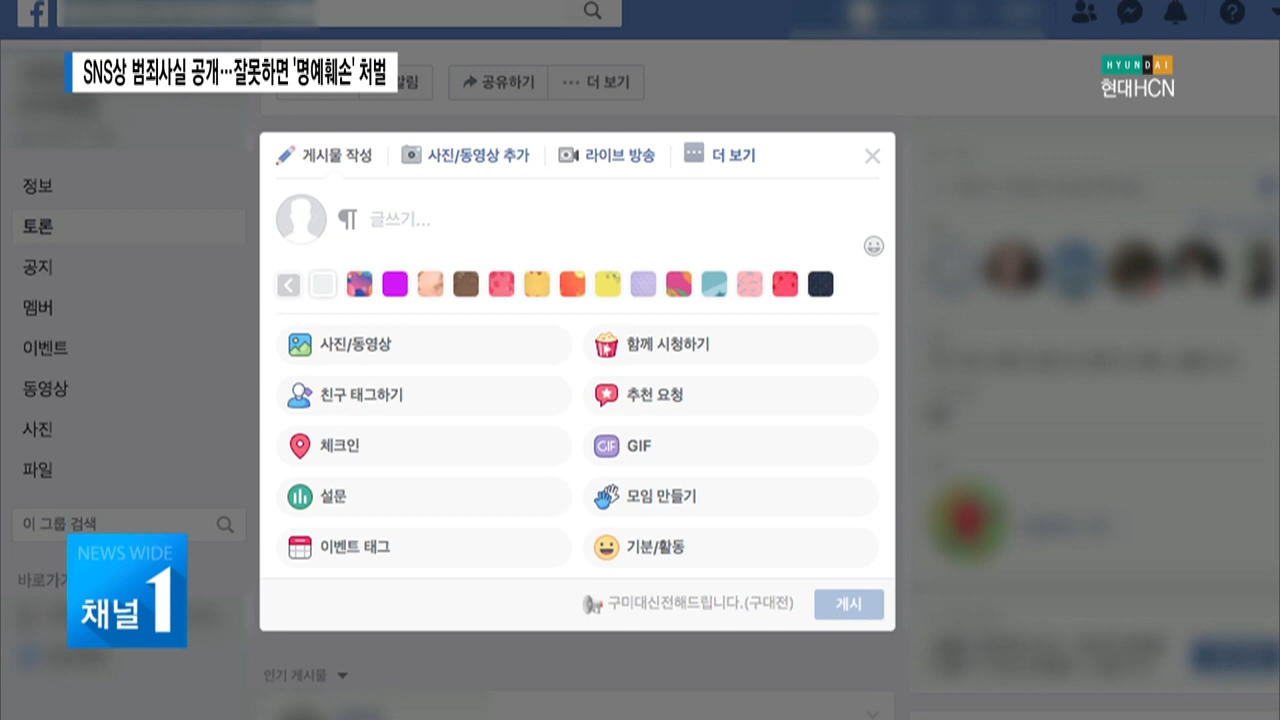 SNS상 범죄사실 공개…잘못하면 '명예훼손' 처벌
HYUNDAI
현대HCN
알림
공유하기
더 보기
게시물 작성
사진/동영상 추가
라이브 방송
더 보기
글쓰기...
정보
토론
공지
멤버
이벤트
동영상
사진
파일
이 그룹 검색
바로가기
사진/동영상
함께 시청하기
친구 태그하기
추천 요청
체크인
GIF
GIF
설문
모임 만들기
이벤트 태그
기분/활동
구미대신전해드립니다.(구대전)
게시
인기 게시물
NEWS WIDE
채널1